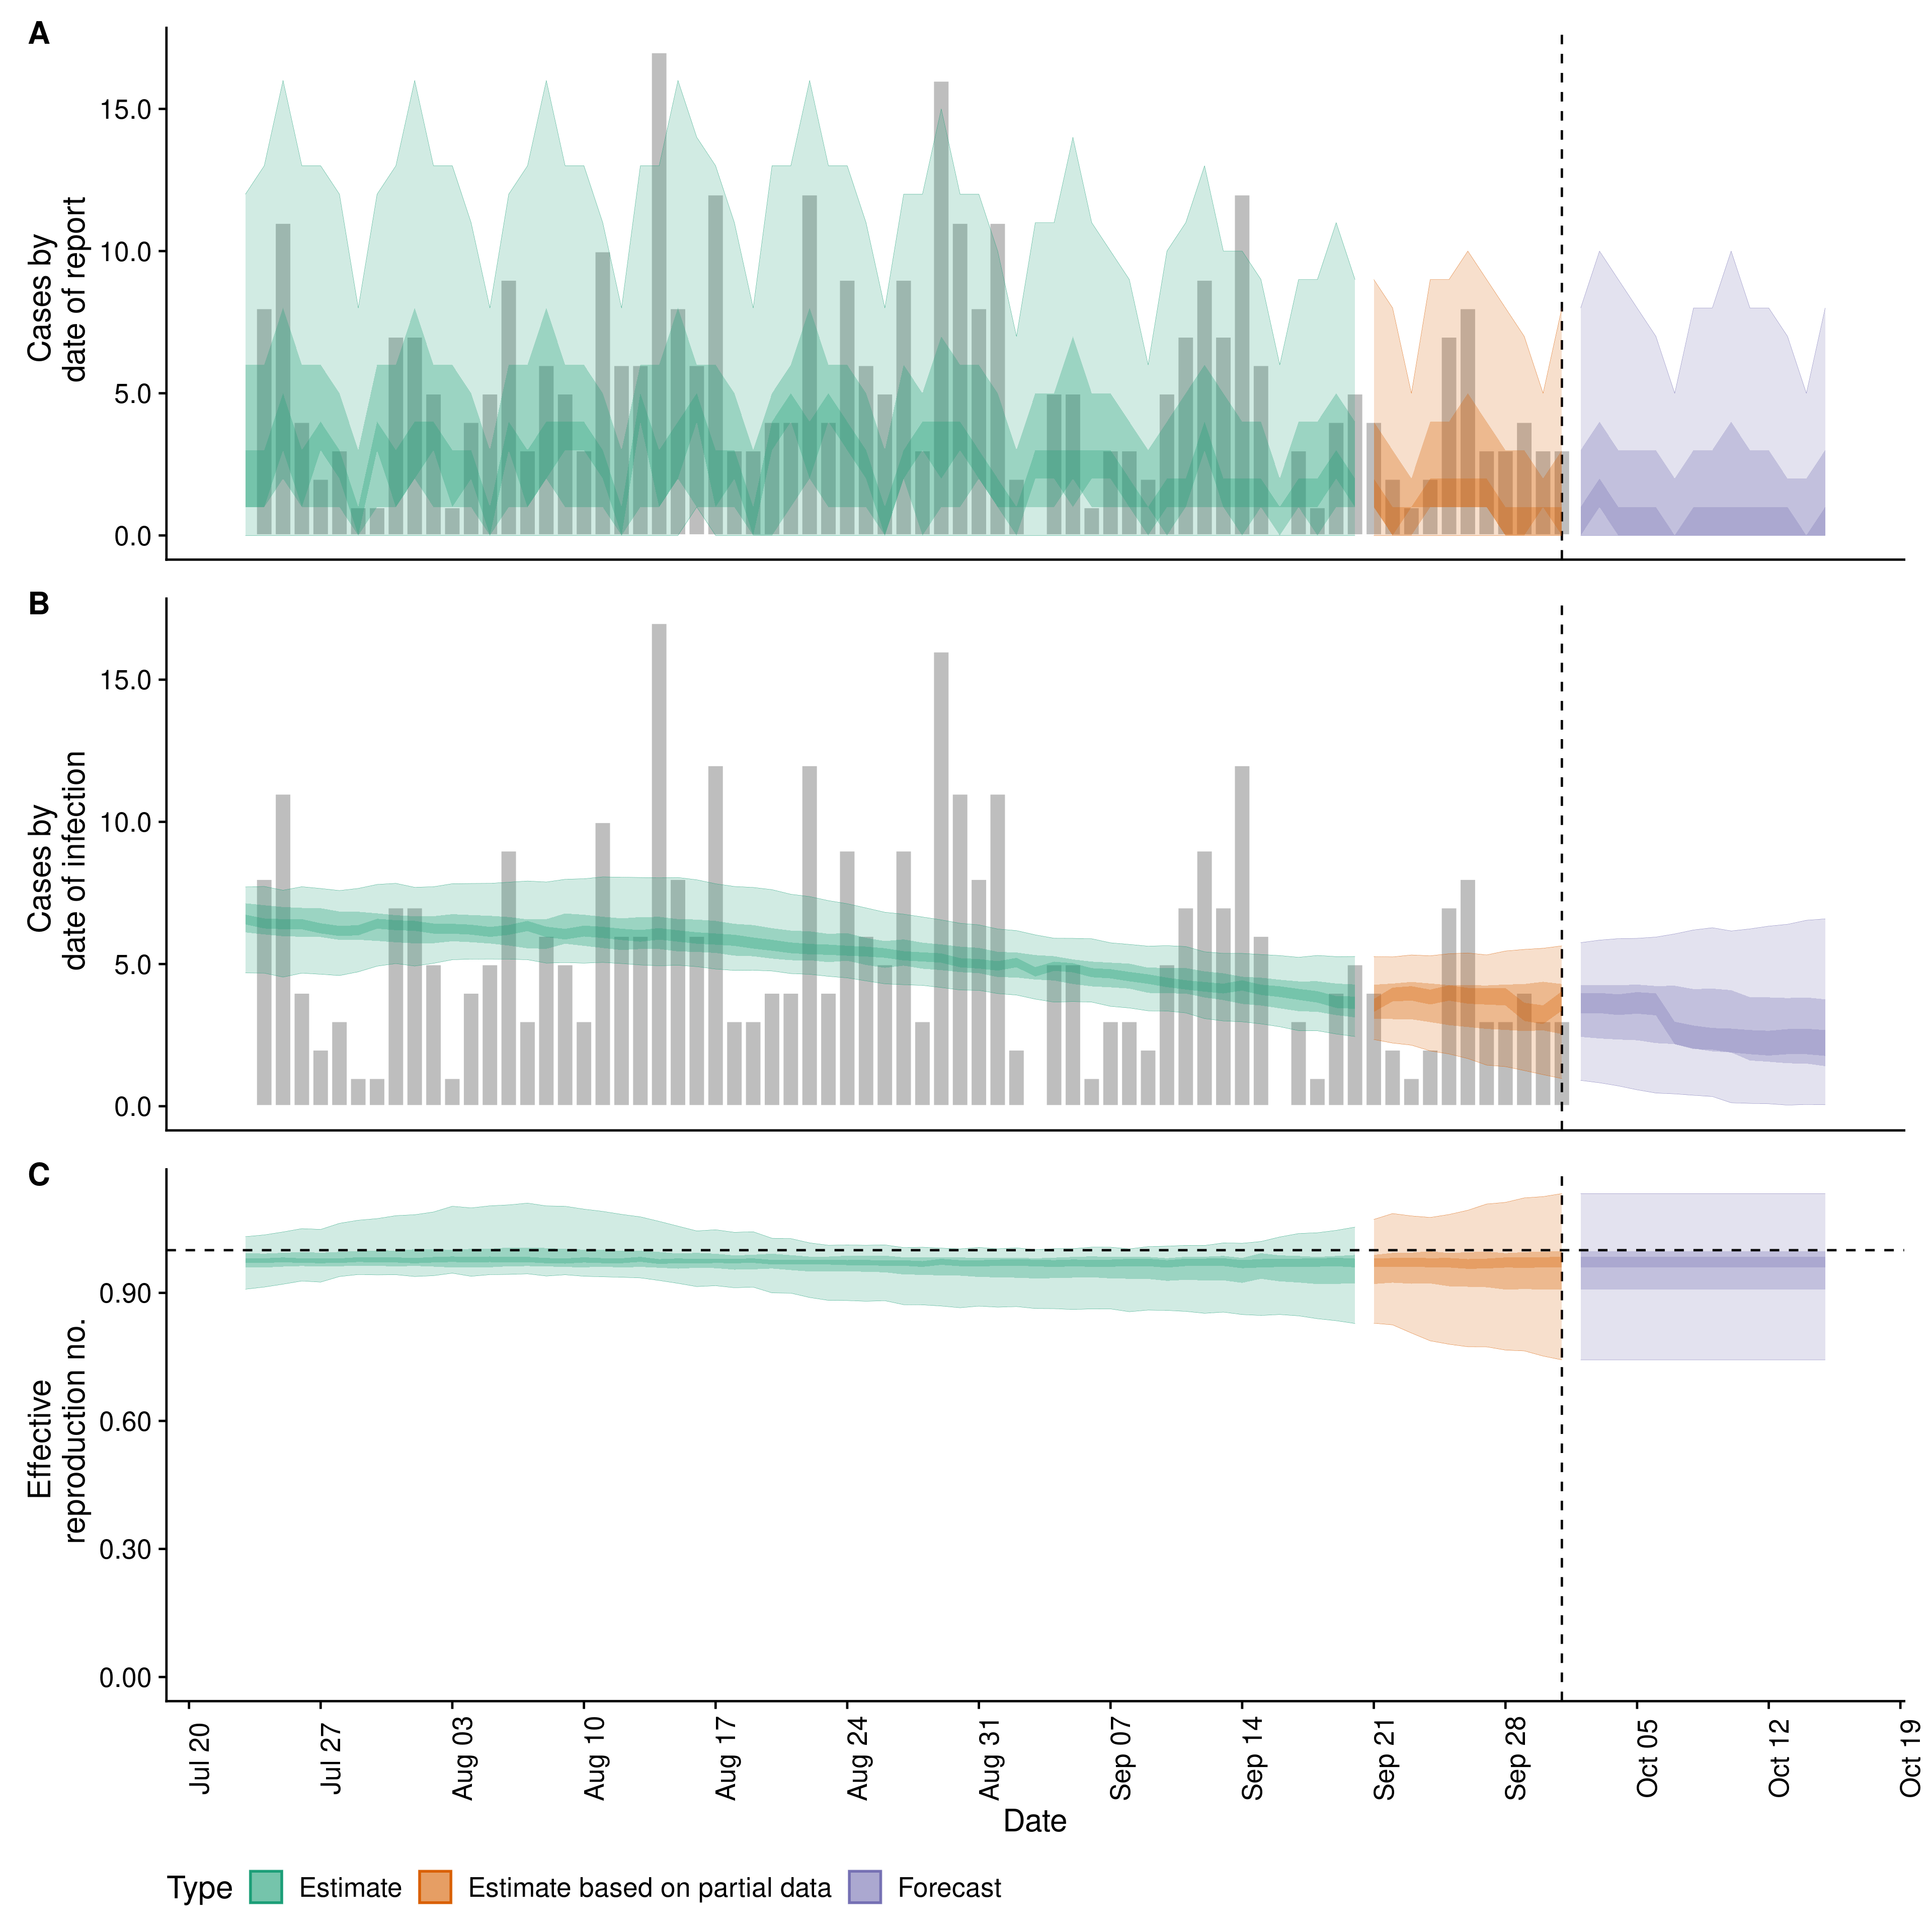 A
Cases by
date of report
15.0
10.0
5.0
0.0
B
Cases by
date of infection
15.0
10.0
5.0
0.0
C
Effective
reproduction no.
0.90
0.60
0.30
0.00
Jul 20
Jul 27
Aug 03
Aug 10
Aug 17
Aug 24
Aug 31
Sep 07
Sep 14
Sep 21
Sep 28
Oct 05
Oct 12
Oct 19
Date
Type Estimate Estimate based on partial data Forecast